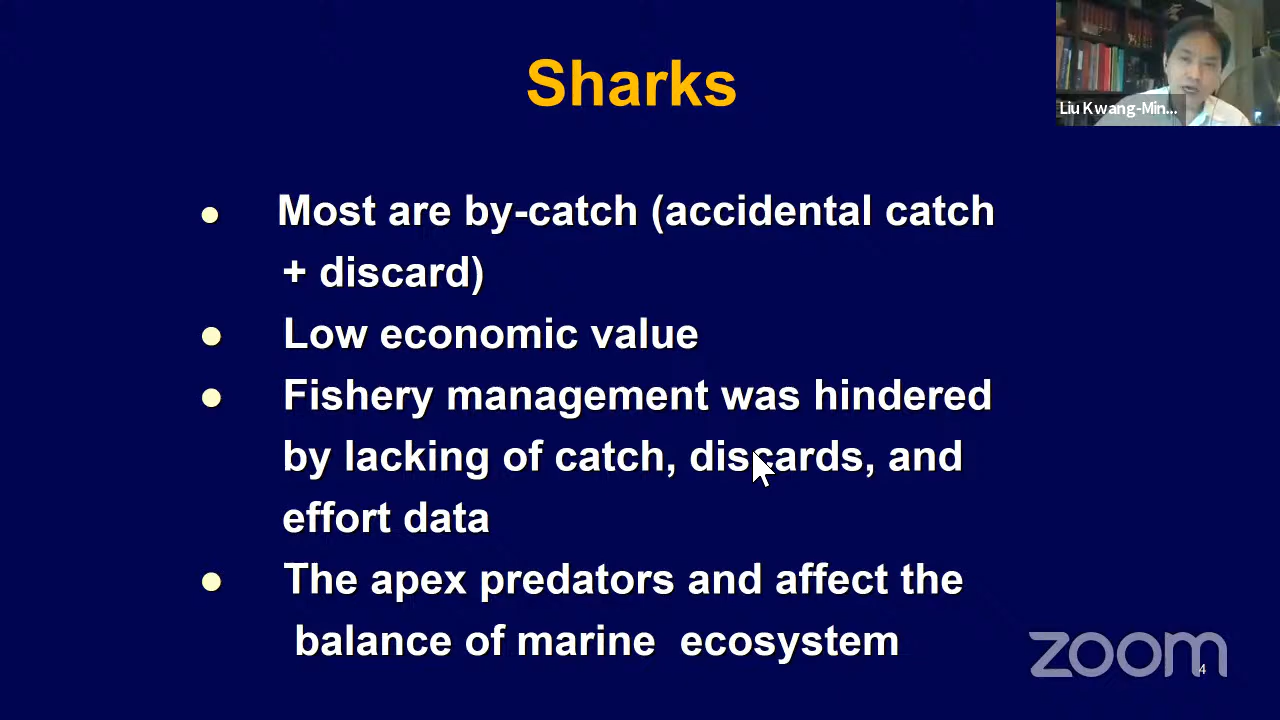 Sharks
Liu Kwang-Min...
● Most are by-catch (accidental catch
+ discard)
● Low economic value
● Fishery management was hindered
by lacking of catch, discards, and
effort data
● The apex predators and affect the
balance of marine ecosystem
zoom
4